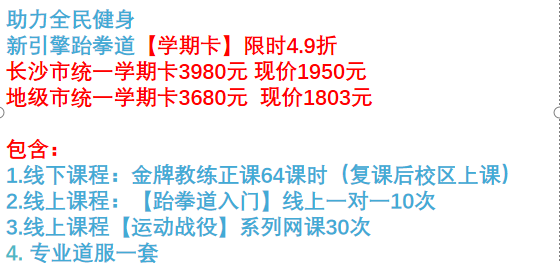 助力全民健身
新引擎跆拳道【学期卡】限时4.9折
长沙市统一学期卡3980元 现价1950元
地级市统一学期卡3680元  现价1803元
包含：
1.线下课程：金牌教练正课64课时（复课后校区上课）
2.线上课程：【跆拳道入门】线上一对一10次
3.线上课程【运动战役】系列网课30次
4. 专业道服一套